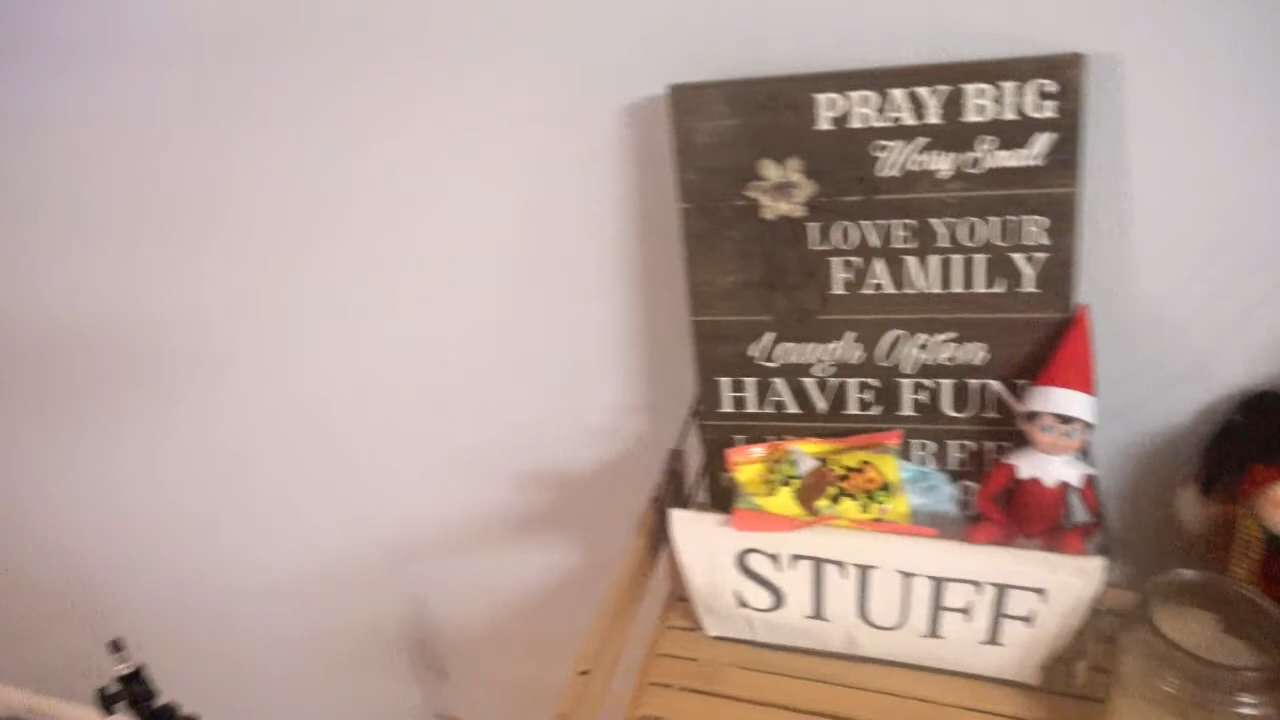 PRAY BIG
Worry Small
LOVE YOUR
FAMILY
Laugh Often
HAVE FUN
STUFF